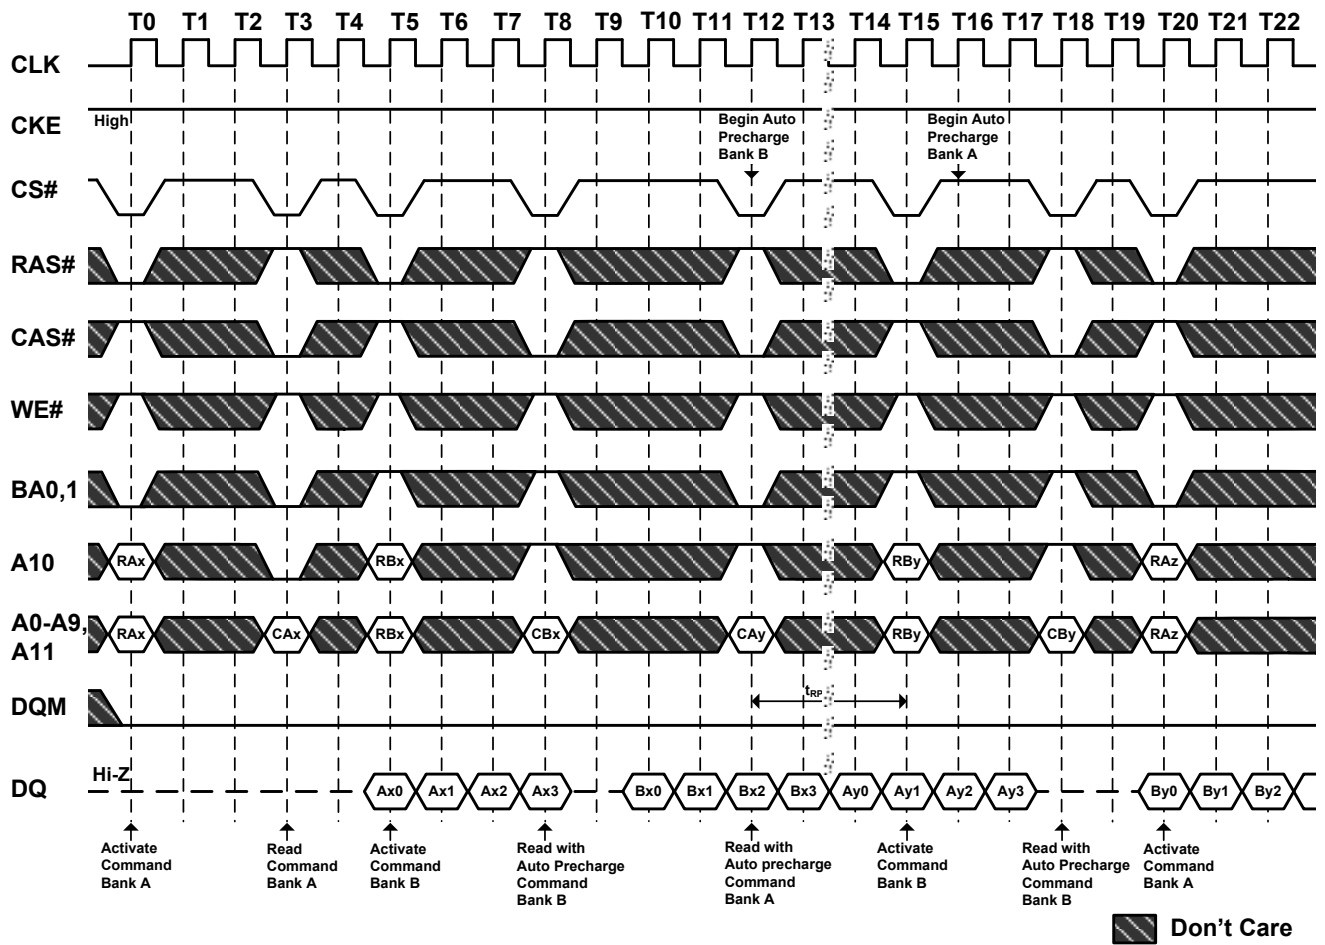 T0 T1 T2 T3 T4 T5 T6 T7 T8 T9 T10 T11 T12 T13 T14 T15 T16 T17 T18 T19 T20 T21 T22
CLK
CKE
High
Begin Auto
Precharge
Bank B
Begin Auto
Precharge
Bank A
CS#
RAS#
CAS#
WE#
BA0,1
A10
RAx RBx RBy RAz
A0-A9,
A11
RAx CAx RBx CBx CAy RBy CBy RAz
DQM
tRP
DQ
Hi-Z
Ax0 Ax1 Ax2 Ax3 Bx0 Bx1 Bx2 Bx3 Ay0 Ay1 Ay2 Ay3 By0 By1 By2
Activate
Command
Bank A
Read
Command
Bank A
Activate
Command
Bank B
Read with
Auto Precharge
Command
Bank B
Read with
Auto precharge
Command
Bank A
Activate
Command
Bank B
Read with
Auto Precharge
Command
Bank B
Activate
Command
Bank A
Don't Care